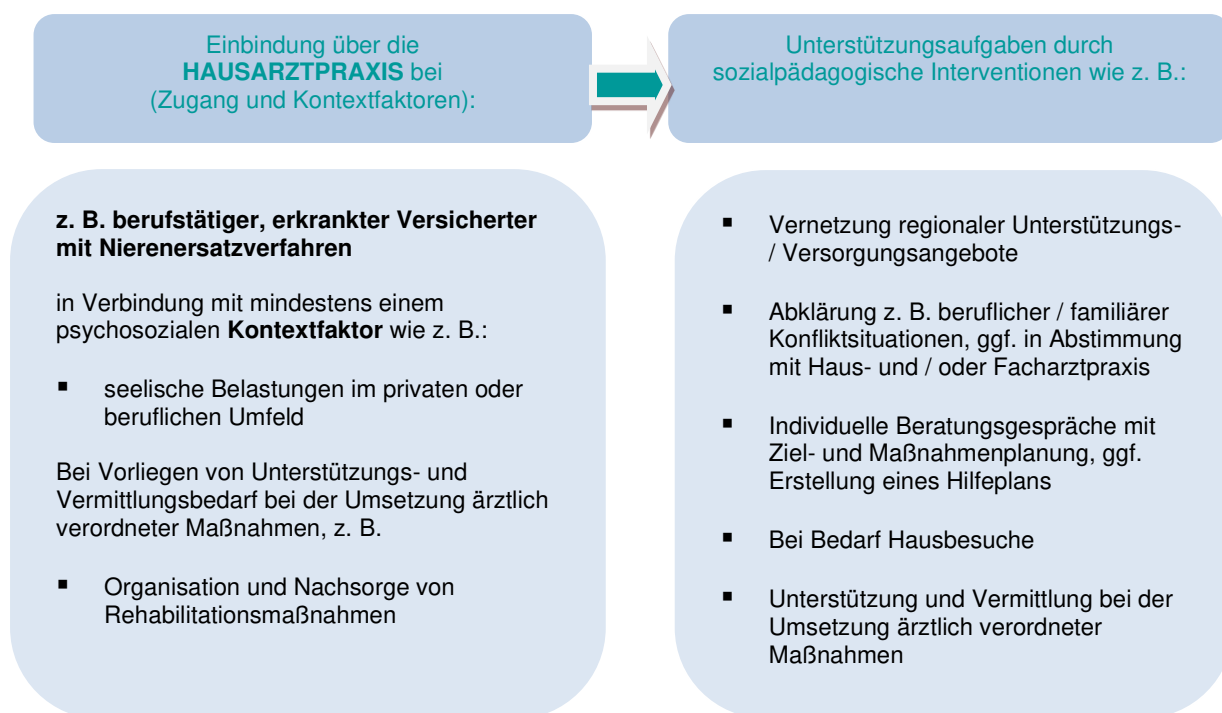 Einbindung über die
HAUSARZTPRAXIS bei
(Zugang und Kontextfaktoren):
Unterstützungsaufgaben durch
sozialpädagogische Interventionen wie z. B.:
z. B. berufstätiger, erkrankter Versicherter
mit Nierenersatzverfahren
in Verbindung mit mindestens einem
psychosozialen Kontextfaktor wie z. B.:
▪ seelische Belastungen im privaten oder
beruflichen Umfeld
Bei Vorliegen von Unterstützungs- und
Vermittlungsbedarf bei der Umsetzung ärztlich
verordneter Maßnahmen, z. B.
▪ Organisation und Nachsorge von
Rehabilitationsmaßnahmen
▪ Vernetzung regionaler Unterstützungs-
/ Versorgungsangebote
▪ Abklärung z. B. beruflicher / familiärer
Konfliktsituationen, ggf. in Abstimmung
mit Haus- und / oder Facharztpraxis
▪ Individuelle Beratungsgespräche mit
Ziel- und Maßnahmenplanung, ggf.
Erstellung eines Hilfeplans
▪ Bei Bedarf Hausbesuche
▪ Unterstützung und Vermittlung bei der
Umsetzung ärztlich verordneter
Maßnahmen